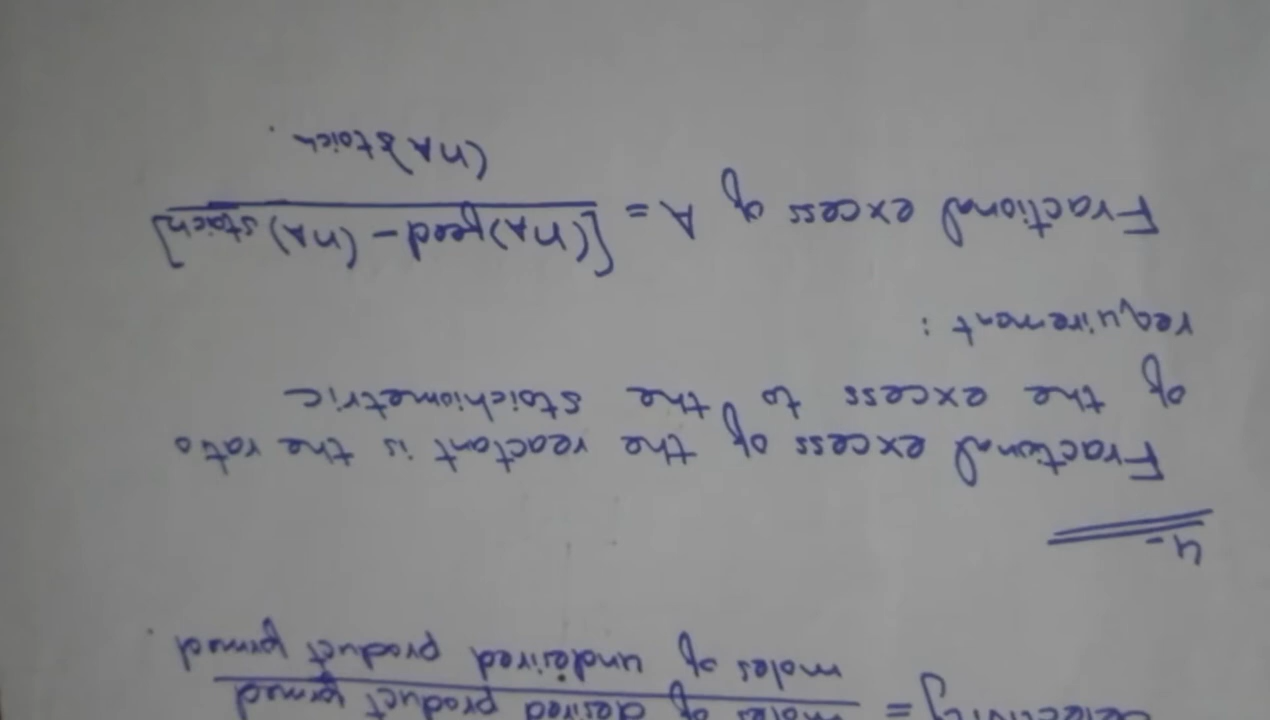 selectivity = moles of desired product formed
moles of undesired product formed.
4-
Fractional excess of the reactant is the ratio
of the excess to the stoichiometric
requirement:
Fractional excess of A = [(nA)feed - (nA)stoich]
(nA)stoich.